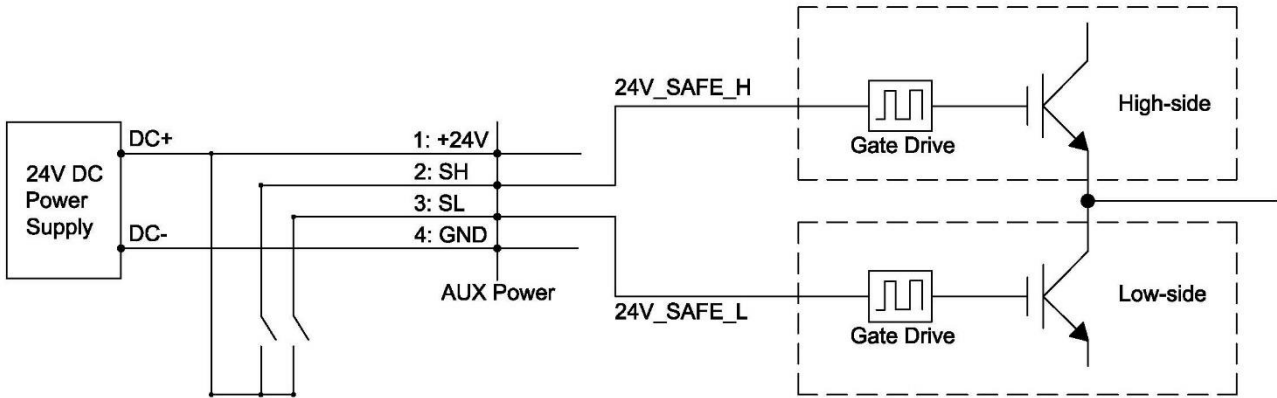 24V DC
Power
Supply
DC+
DC-
1: +24V
2: SH
3: SL
4: GND
AUX Power
24V_SAFE_H
24V_SAFE_L
Gate Drive
High-side
Gate Drive
Low-side